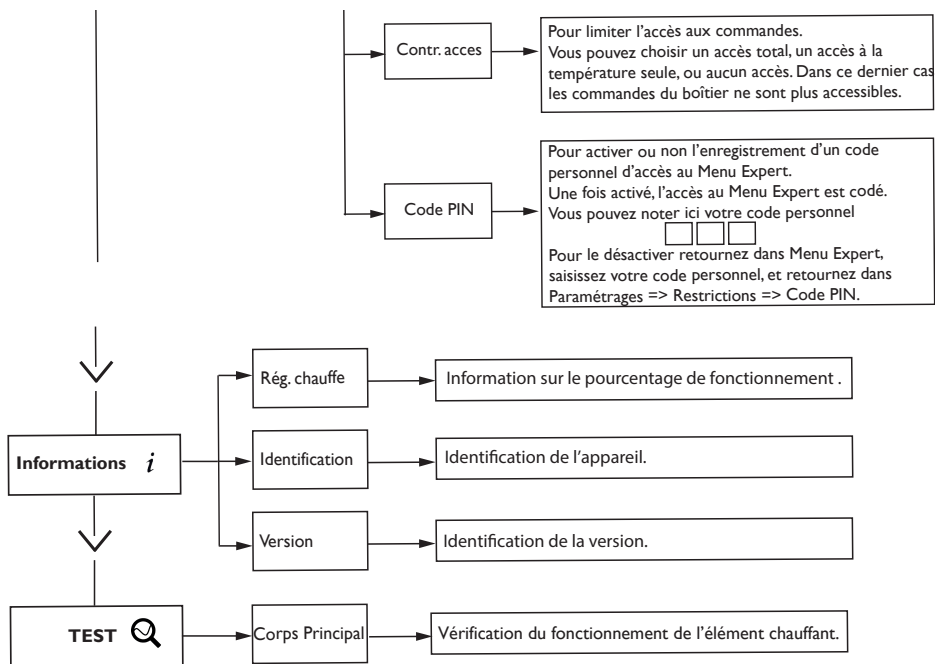 Contr. acces
Pour limiter l'accès aux commandes.
Vous pouvez choisir un accès total, un accès à la
température seule, ou aucun accès. Dans ce dernier cas
les commandes du boîtier ne sont plus accessibles.
Code PIN
Pour activer ou non l'enregistrement d'un code
personnel d'accès au Menu Expert.
Une fois activé, l'accès au Menu Expert est codé.
Vous pouvez noter ici votre code personnel
Pour le désactiver retournez dans Menu Expert,
saisissez votre code personnel, et retournez dans
Paramétrages => Restrictions => Code PIN.
Rég. chauffe
Information sur le pourcentage de fonctionnement .
Informations i
Identification
Identification de l'appareil.
Version
Identification de la version.
TEST
Corps Principal
Vérification du fonctionnement de l'élément chauffant.